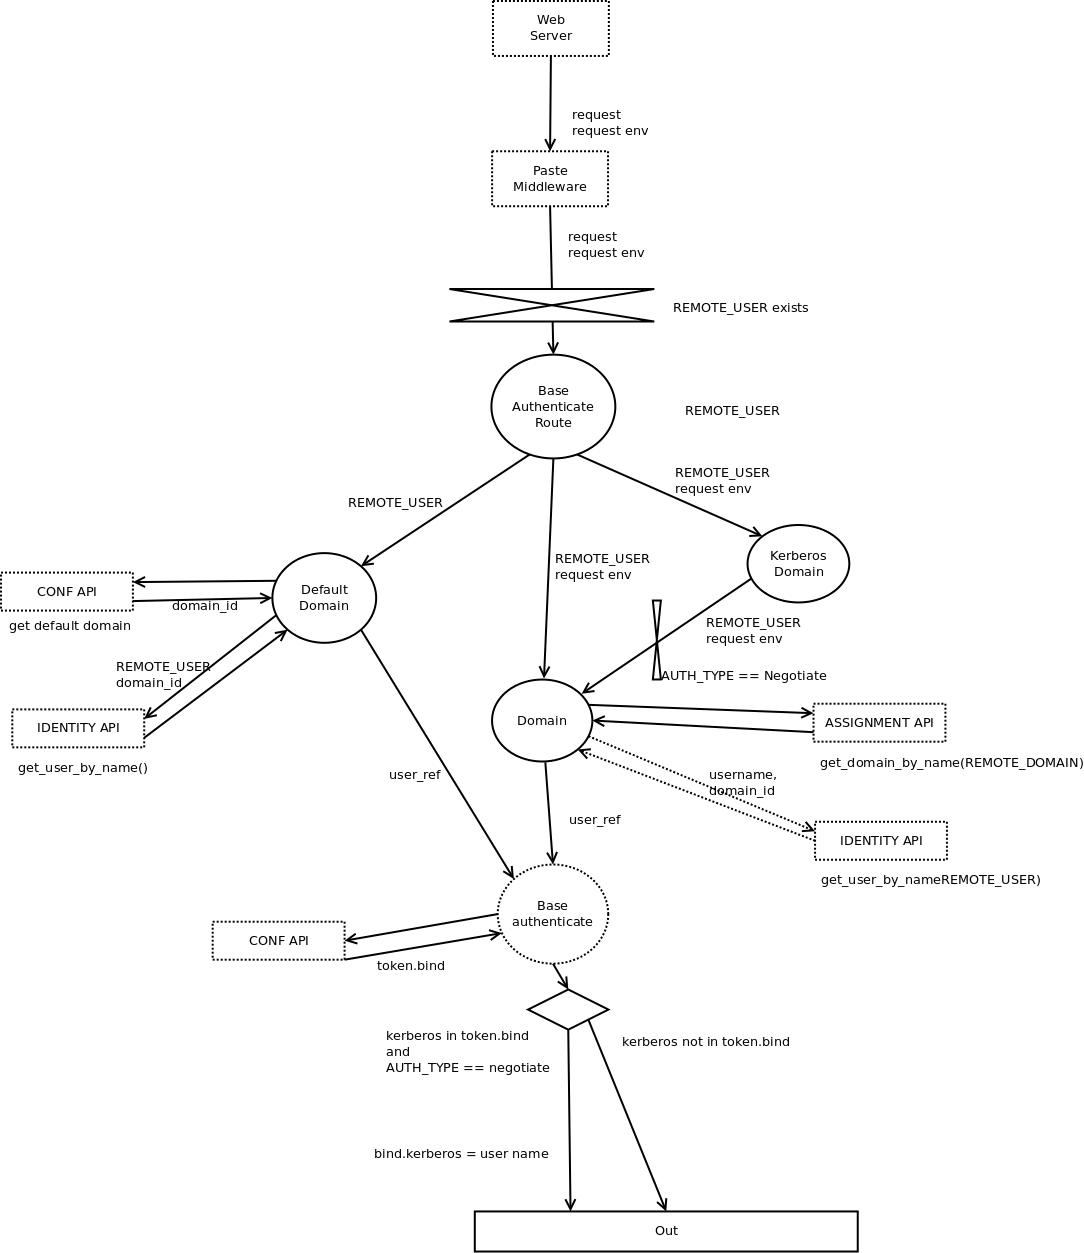 Web
Server
request
request env
Paste
Middleware
request
request env
REMOTE_USER exists
Base
Authenticate
Route
REMOTE_USER
REMOTE_USER
request env
REMOTE_USER
Kerberos
Domain
REMOTE_USER
request env
Default
Domain
CONF API
domain_id
get default domain
REMOTE_USER
request env
REMOTE_USER
domain_id
AUTH_TYPE == Negotiate
IDENTITY API
get_user_by_name()
Domain
ASSIGNMENT API
get_domain_by_name(REMOTE_DOMAIN)
user_ref
username,
domain_id
user_ref
IDENTITY API
get_user_by_nameREMOTE_USER)
Base
authenticate
CONF API
token.bind
kerberos in token.bind
and
AUTH_TYPE == negotiate
kerberos not in token.bind
bind.kerberos = user name
Out